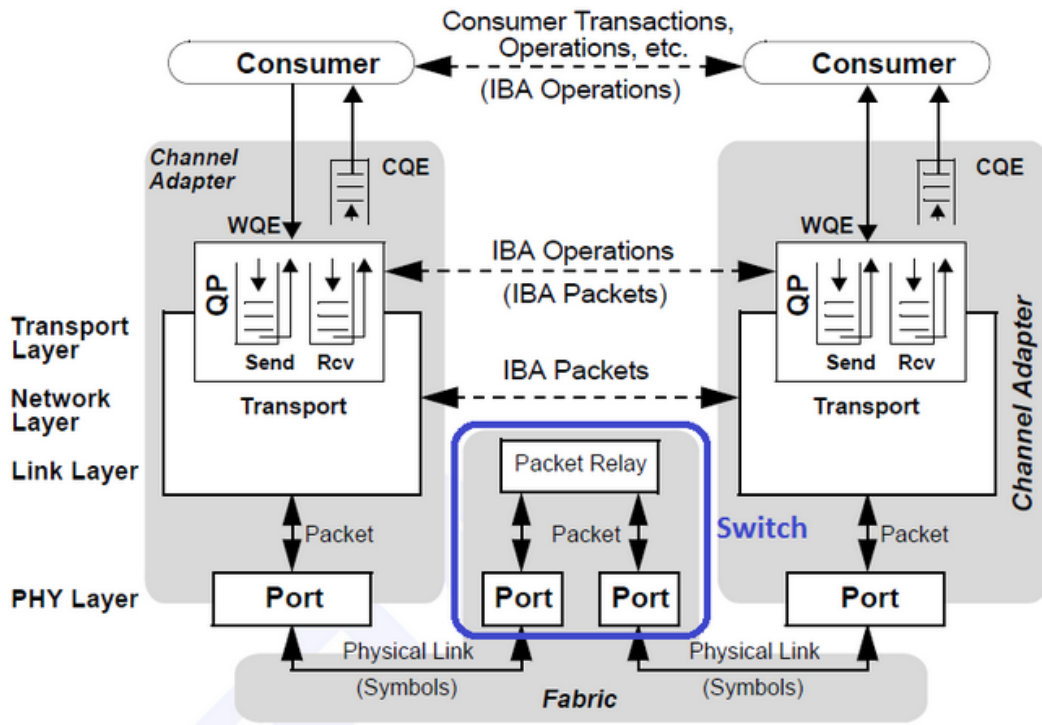 Consumer Transactions,
Operations, etc.
(IBA Operations)
Consumer
Consumer
Channel
Adapter
CQE
WQE
QP
Send
Rcv
Transport
IBA Operations
(IBA Packets)
IBA Packets
CQE
WQE
QP
Send
Rcv
Transport
Channel Adapter
Transport
Layer
Network
Layer
Link Layer
PHY Layer
Packet Relay
Switch
Packet
Packet
Packet
Port
Port
Port
Port
Physical Link
(Symbols)
Physical Link
(Symbols)
Fabric